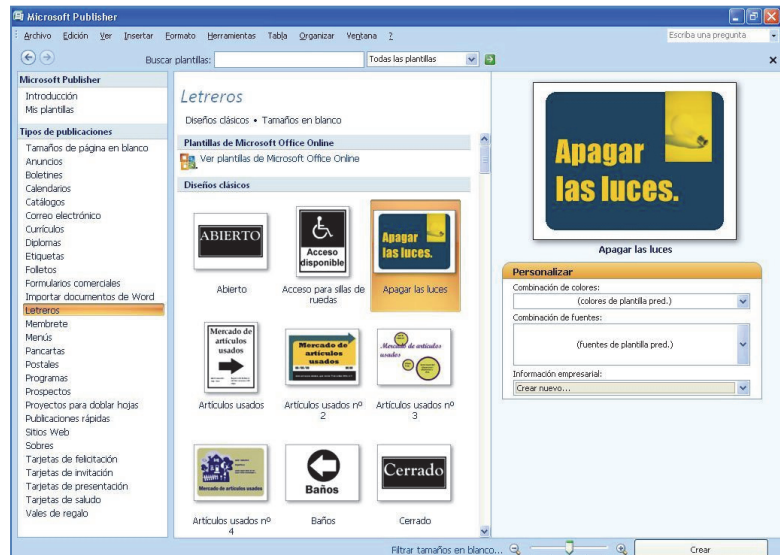 Microsoft Publisher
Archivo Edición Ver Insertar Formato Herramientas Tabla Organizar Ventana ?
Escriba una pregunta
Buscar plantillas:
Todas las plantillas
Microsoft Publisher
Introducción
Mis plantillas
Tipos de publicaciones
Tamaños de página en blanco
Anuncios
Boletines
Calendarios
Catálogos
Correo electrónico
Currículos
Diplomas
Etiquetas
Folletos
Formularios comerciales
Importar documentos de Word
Letreros
Membrete
Menús
Pancartas
Postales
Programas
Prospectos
Proyectos para doblar hojas
Publicaciones rápidas
Sitios Web
Sobres
Tarjetas de felicitación
Tarjetas de invitación
Tarjetas de presentación
Tarjetas de saludo
Vales de regalo
Letreros
Diseños clásicos • Tamaños en blanco
Plantillas de Microsoft Office Online
Ver plantillas de Microsoft Office Online
Diseños clásicos
ABIERTO
Abierto
Acceso
disponible
Acceso para sillas de
ruedas
Apagar
las luces.
Apagar las luces
Mercado de
artículos
usados
Artículos usados
Mercado de
artículos
usados
Artículos usados nº
2
Mercado de artículos
usados
Artículos usados nº
3
Mercado de artículos usados
Artículos usados nº
4
Baños
Baños
Cerrado
Cerrado
Apagar
las luces.
Apagar las luces
Personalizar
Combinación de colores:
(colores de plantilla pred.)
Combinación de fuentes:
(fuentes de plantilla pred.)
Información empresarial:
Crear nuevo...
Filtrar tamaños en blanco...
Crear